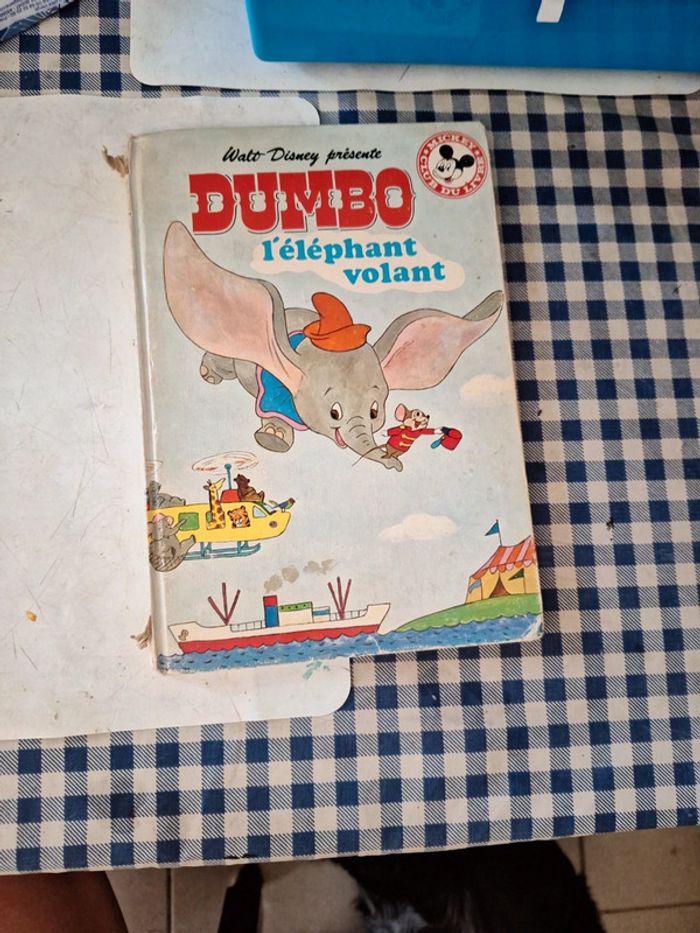 Walt Disney présente
DUMBO
l'éléphant
volant
MICKEY
CLUB DU LIVRE